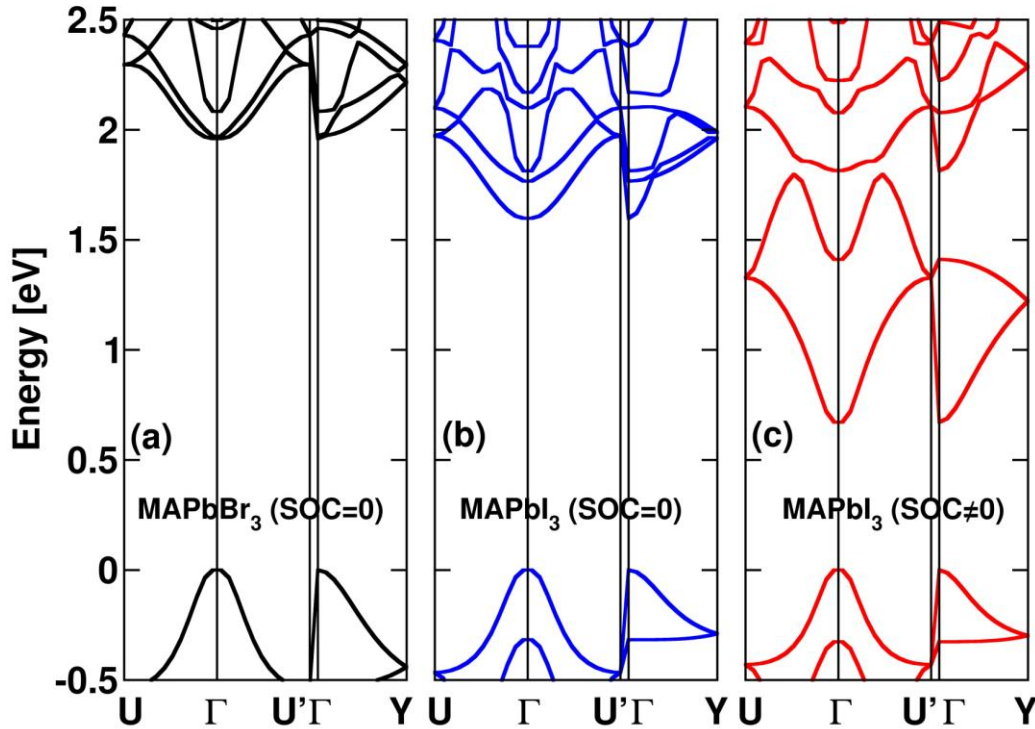 Energy [eV]
2.5
2
1.5
1
0.5
0
-0.5
(a)
(b)
(c)
MAPbBr₃ (SOC=0)
MAPbI₃ (SOC=0)
MAPbI₃ (SOC≠0)
U Γ U' Γ Y
U Γ U' Γ Y
U Γ U' Γ Y